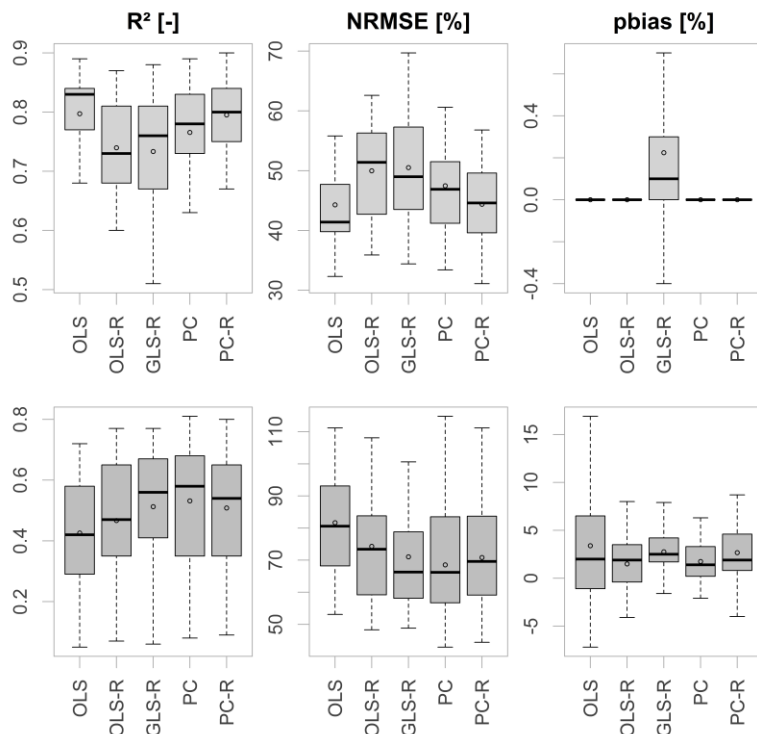 R² [-]
NRMSE [%]
pbias [%]
0.9
0.8
0.7
0.6
0.5
OLS
OLS-R
GLS-R
PC
PC-R
70
60
50
40
30
OLS
OLS-R
GLS-R
PC
PC-R
0.4
0.0
-0.4
OLS
OLS-R
GLS-R
PC
PC-R
0.8
0.6
0.4
0.2
OLS
OLS-R
GLS-R
PC
PC-R
110
90
70
50
OLS
OLS-R
GLS-R
PC
PC-R
15
10
5
0
-5
OLS
OLS-R
GLS-R
PC
PC-R